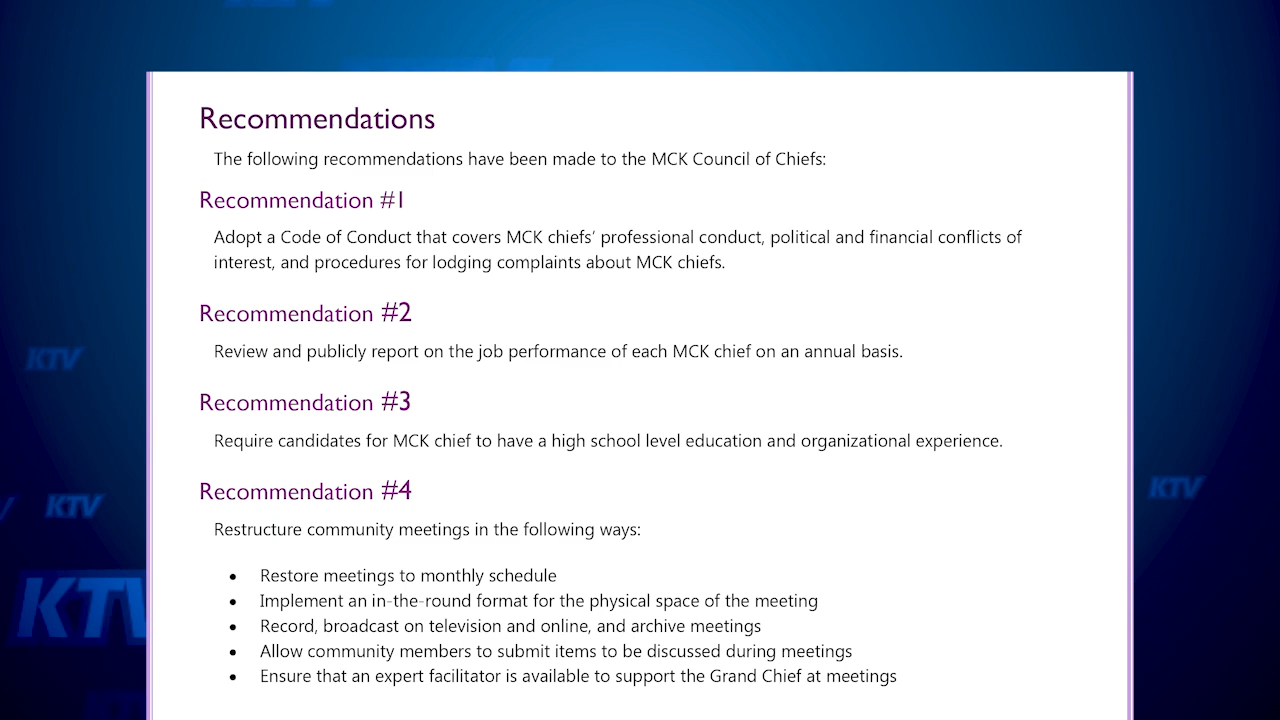 Recommendations
The following recommendations have been made to the MCK Council of Chiefs:
Recommendation #1
Adopt a Code of Conduct that covers MCK chiefs’ professional conduct, political and financial conflicts of
interest, and procedures for lodging complaints about MCK chiefs.
Recommendation #2
Review and publicly report on the job performance of each MCK chief on an annual basis.
Recommendation #3
Require candidates for MCK chief to have a high school level education and organizational experience.
Recommendation #4
Restructure community meetings in the following ways:
• Restore meetings to monthly schedule
• Implement an in-the-round format for the physical space of the meeting
• Record, broadcast on television and online, and archive meetings
• Allow community members to submit items to be discussed during meetings
• Ensure that an expert facilitator is available to support the Grand Chief at meetings
KTV
KTV
KTV
KTV